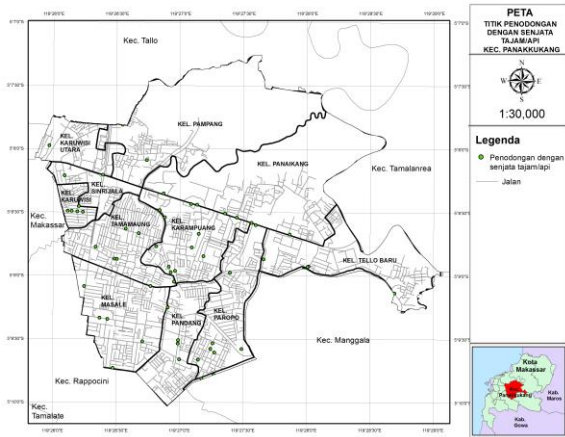 PETA
TITIK PENODONGAN
DENGAN SENJATA
TAJAM/API
KEC. PANAKKUKANG
N
W
E
S
1:30,000
Legenda
Penodongan dengan
senjata tajam/api
Jalan
Kec. Tallo
KEL. PAMPANG
KEL.
KARUWISI
UTARA
KEL. PANAIKANG
Kec. Tamalanrea
KEL.
SINRIJALA
KEL.
KARUWISI
Kec.
Makassar
KEL.
TAMAMAUNG
KEL.
KARAMPUANG
KEL. TELLO BARU
KEL.
MASALE
KEL.
PANDANG
KEL.
PAROPO
Kec. Manggala
Kec. Rappocini
Kec.
Tamalate
Kota
Makassar
Kab.
Maros
Kab.
Gowa